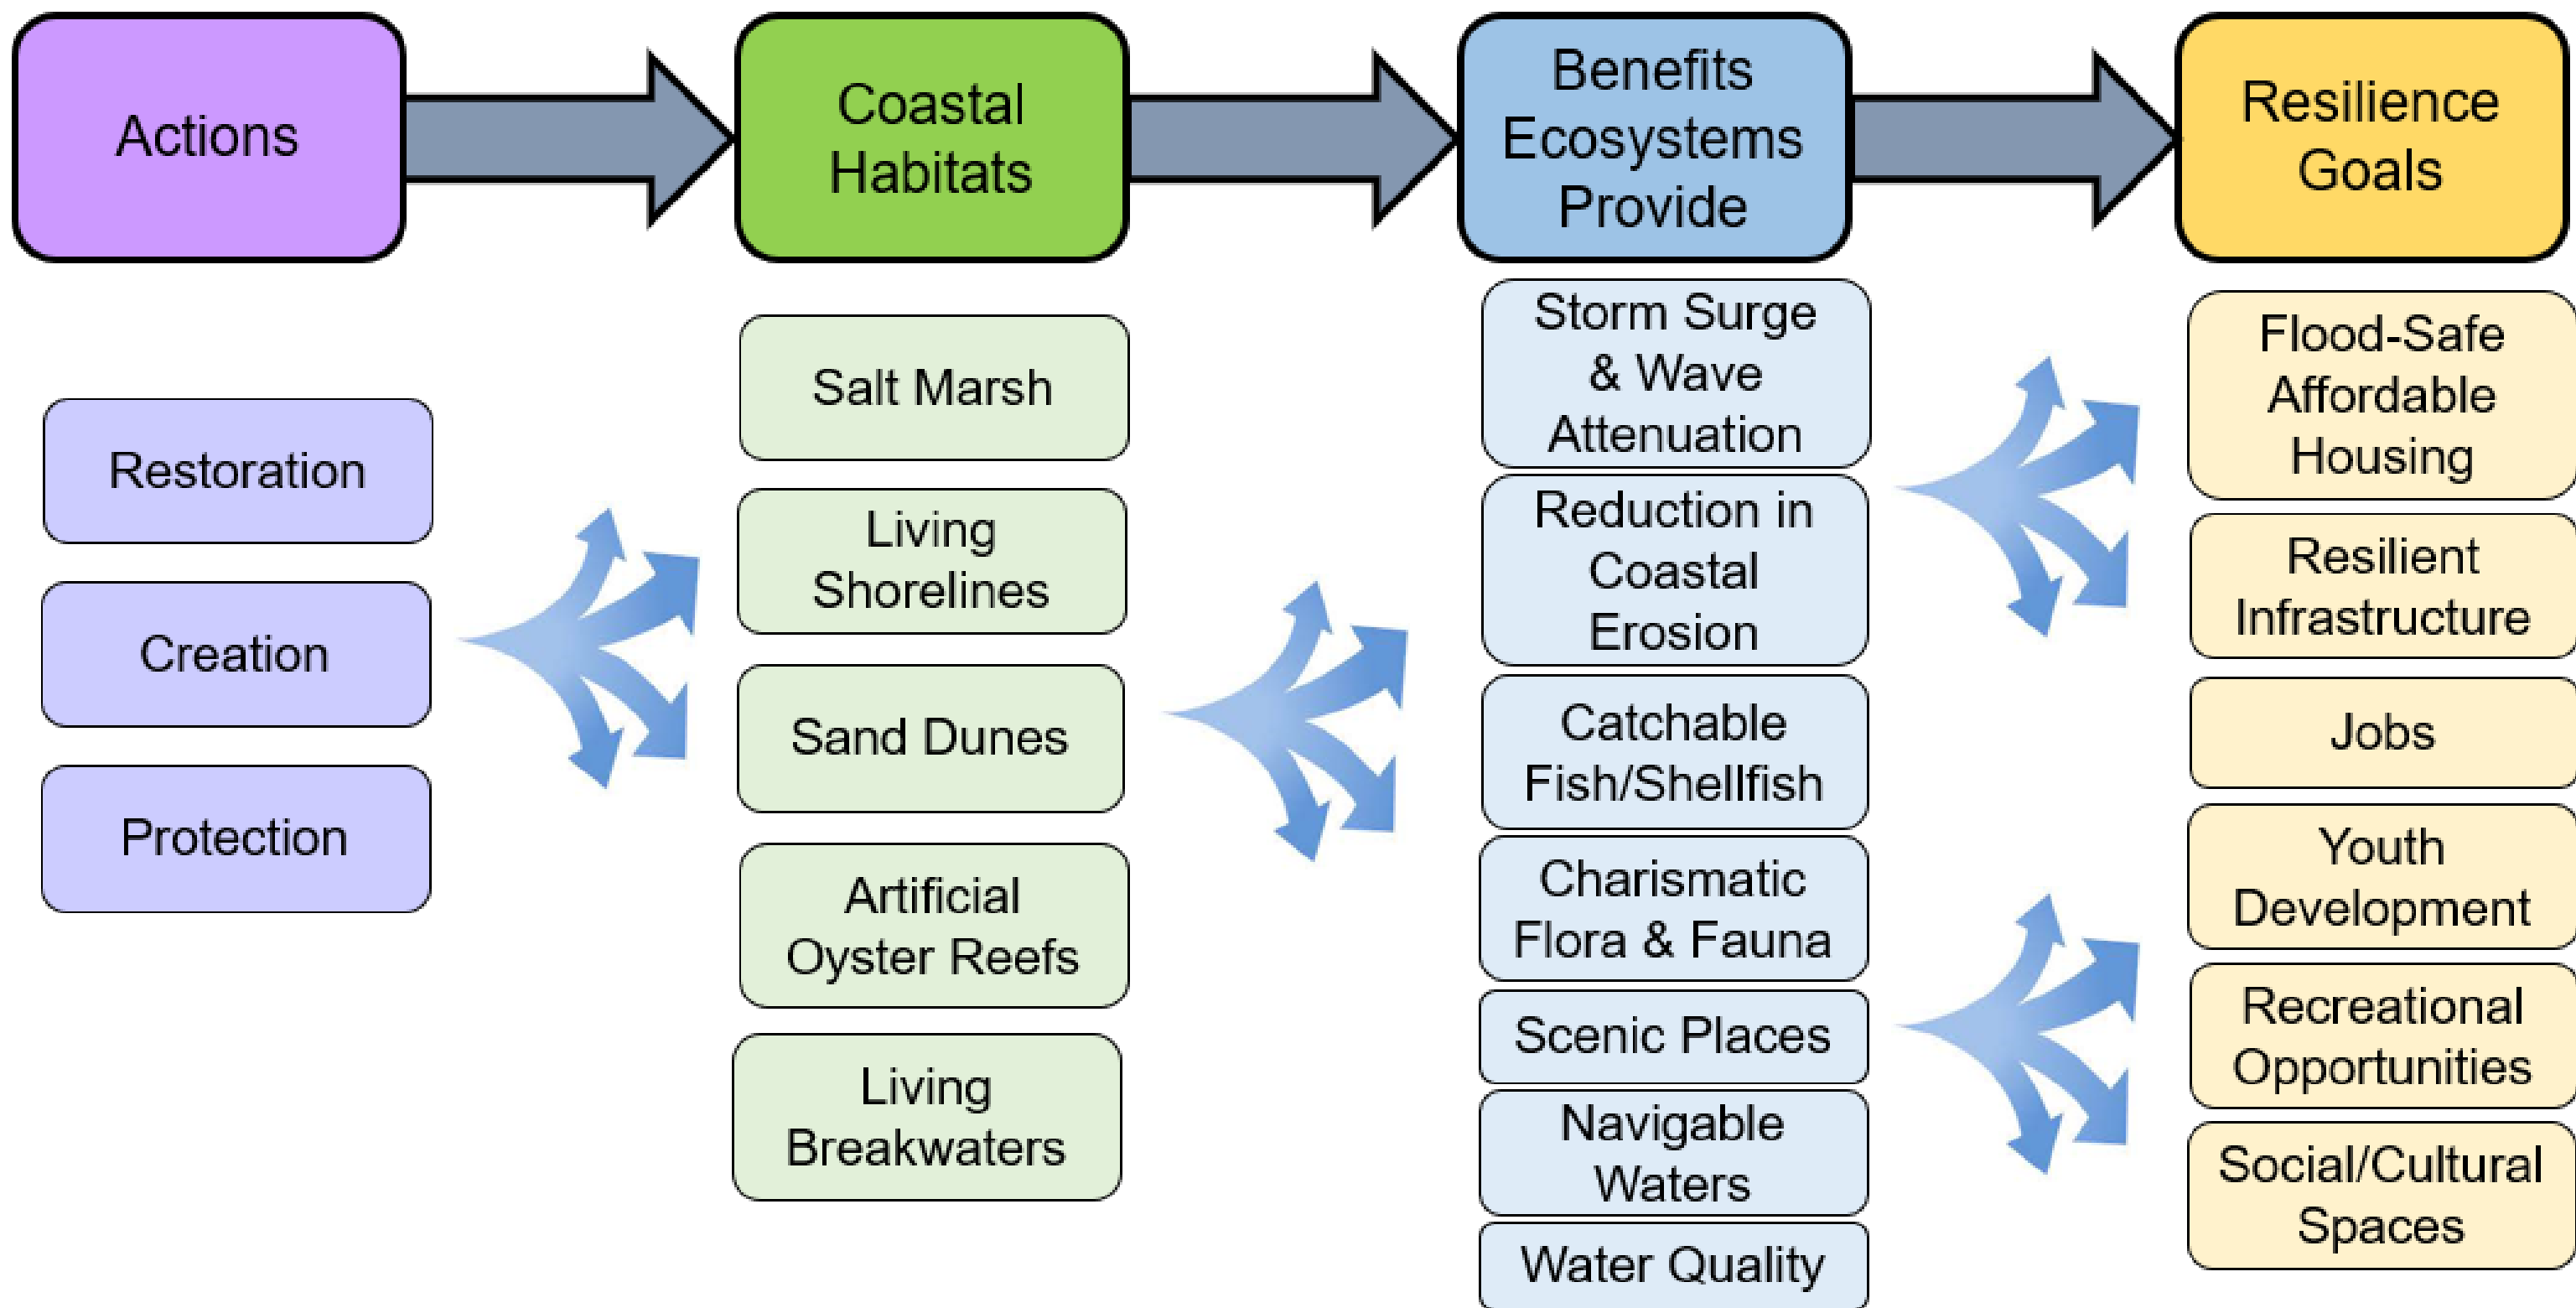 Actions
Coastal
Habitats
Benefits
Ecosystems
Provide
Resilience
Goals
Restoration
Creation
Protection
Salt Marsh
Living
Shorelines
Sand Dunes
Artificial
Oyster Reefs
Living
Breakwaters
Storm Surge
& Wave
Attenuation
Reduction in
Coastal
Erosion
Catchable
Fish/Shellfish
Charismatic
Flora & Fauna
Scenic Places
Navigable
Waters
Water Quality
Flood-Safe
Affordable
Housing
Resilient
Infrastructure
Jobs
Youth
Development
Recreational
Opportunities
Social/Cultural
Spaces